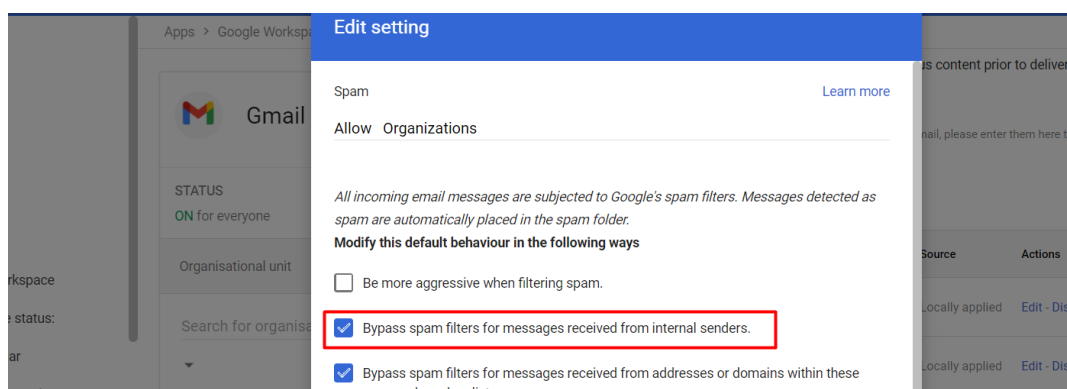 Apps > Google Worksp
Edit setting
us content prior to deliver
Spam
Learn more
Gmail
Allow Organizations
mail, please enter them here t
STATUS
ON for everyone
All incoming email messages are subjected to Google's spam filters. Messages detected as
spam are automatically placed in the spam folder.
Modify this default behaviour in the following ways
Organisational unit
Source
Actions
rkspace
Be more aggressive when filtering spam.
Locally applied
Edit - Dis
e status:
Search for organisa
Bypass spam filters for messages received from internal senders.
ar
Bypass spam filters for messages received from addresses or domains within these
Locally applied
Edit - Dis